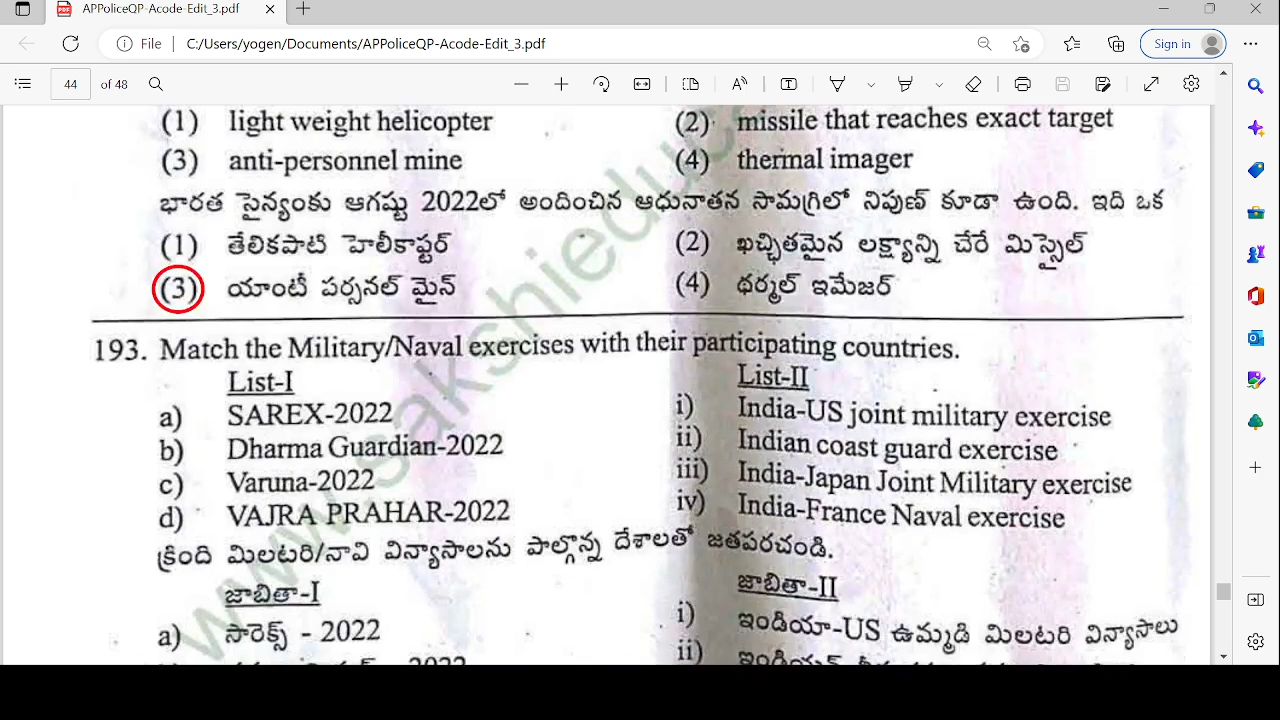 APPoliceQP-Acode-Edit_3.pdf
File C:/Users/yogen/Documents/APPoliceQP-Acode-Edit_3.pdf Sign in
44 of 48
(1) light weight helicopter (2) missile that reaches exact target
(3) anti-personnel mine (4) thermal imager
భారత సైన్యంకు ఆగష్టు 2022లో అందించిన ఆధునాతన సామగ్రిలో నిపుణ్ కూడా ఉంది. ఇది ఒక
(1) తేలికపాటి హెలికాప్టర్ (2) ఖచ్చితమైన లక్ష్యాన్ని చేరే మిస్సైల్
(3) యాంటీ పర్సనల్ మైన్ (4) థర్మల్ ఇమేజర్
193. Match the Military/Naval exercises with their participating countries.
List-I List-II
a) SAREX-2022 i) India-US joint military exercise
b) Dharma Guardian-2022 ii) Indian coast guard exercise
c) Varuna-2022 iii) India-Japan Joint Military exercise
d) VAJRA PRAHAR-2022 iv) India-France Naval exercise
క్రింది మిలటరి/నావి విన్యాసాలను పాల్గొన్న దేశాలతో జతపరచండి.
జాబితా-I జాబితా-II
a) సారెక్స్ - 2022 i) ఇండియా-US ఉమ్మడి మిలటరి విన్యాసాలు
ii)